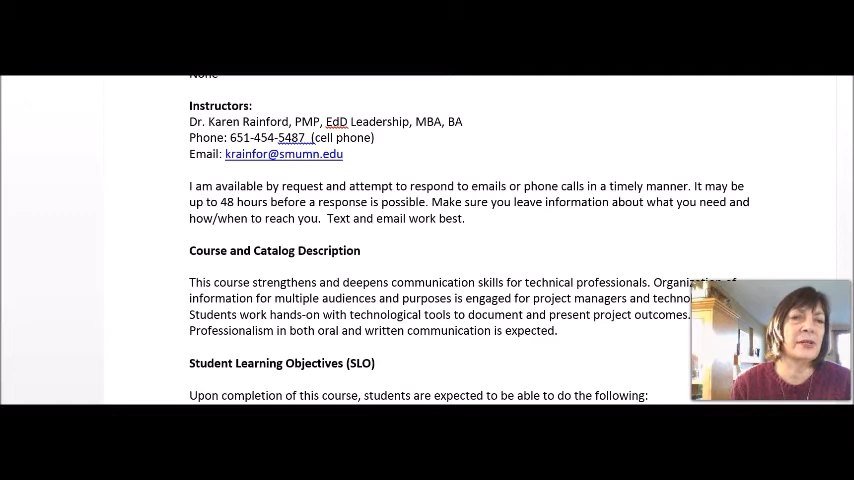 None
Instructors:
Dr. Karen Rainford, PMP, EdD Leadership, MBA, BA
Phone: 651-454-5487  (cell phone)
Email: krainfor@smumn.edu
I am available by request and attempt to respond to emails or phone calls in a timely manner. It may be
up to 48 hours before a response is possible. Make sure you leave information about what you need and
how/when to reach you.  Text and email work best.
Course and Catalog Description
This course strengthens and deepens communication skills for technical professionals. Organization of
information for multiple audiences and purposes is engaged for project managers and techno
Students work hands-on with technological tools to document and present project outcomes.
Professionalism in both oral and written communication is expected.
Student Learning Objectives (SLO)
Upon completion of this course, students are expected to be able to do the following: